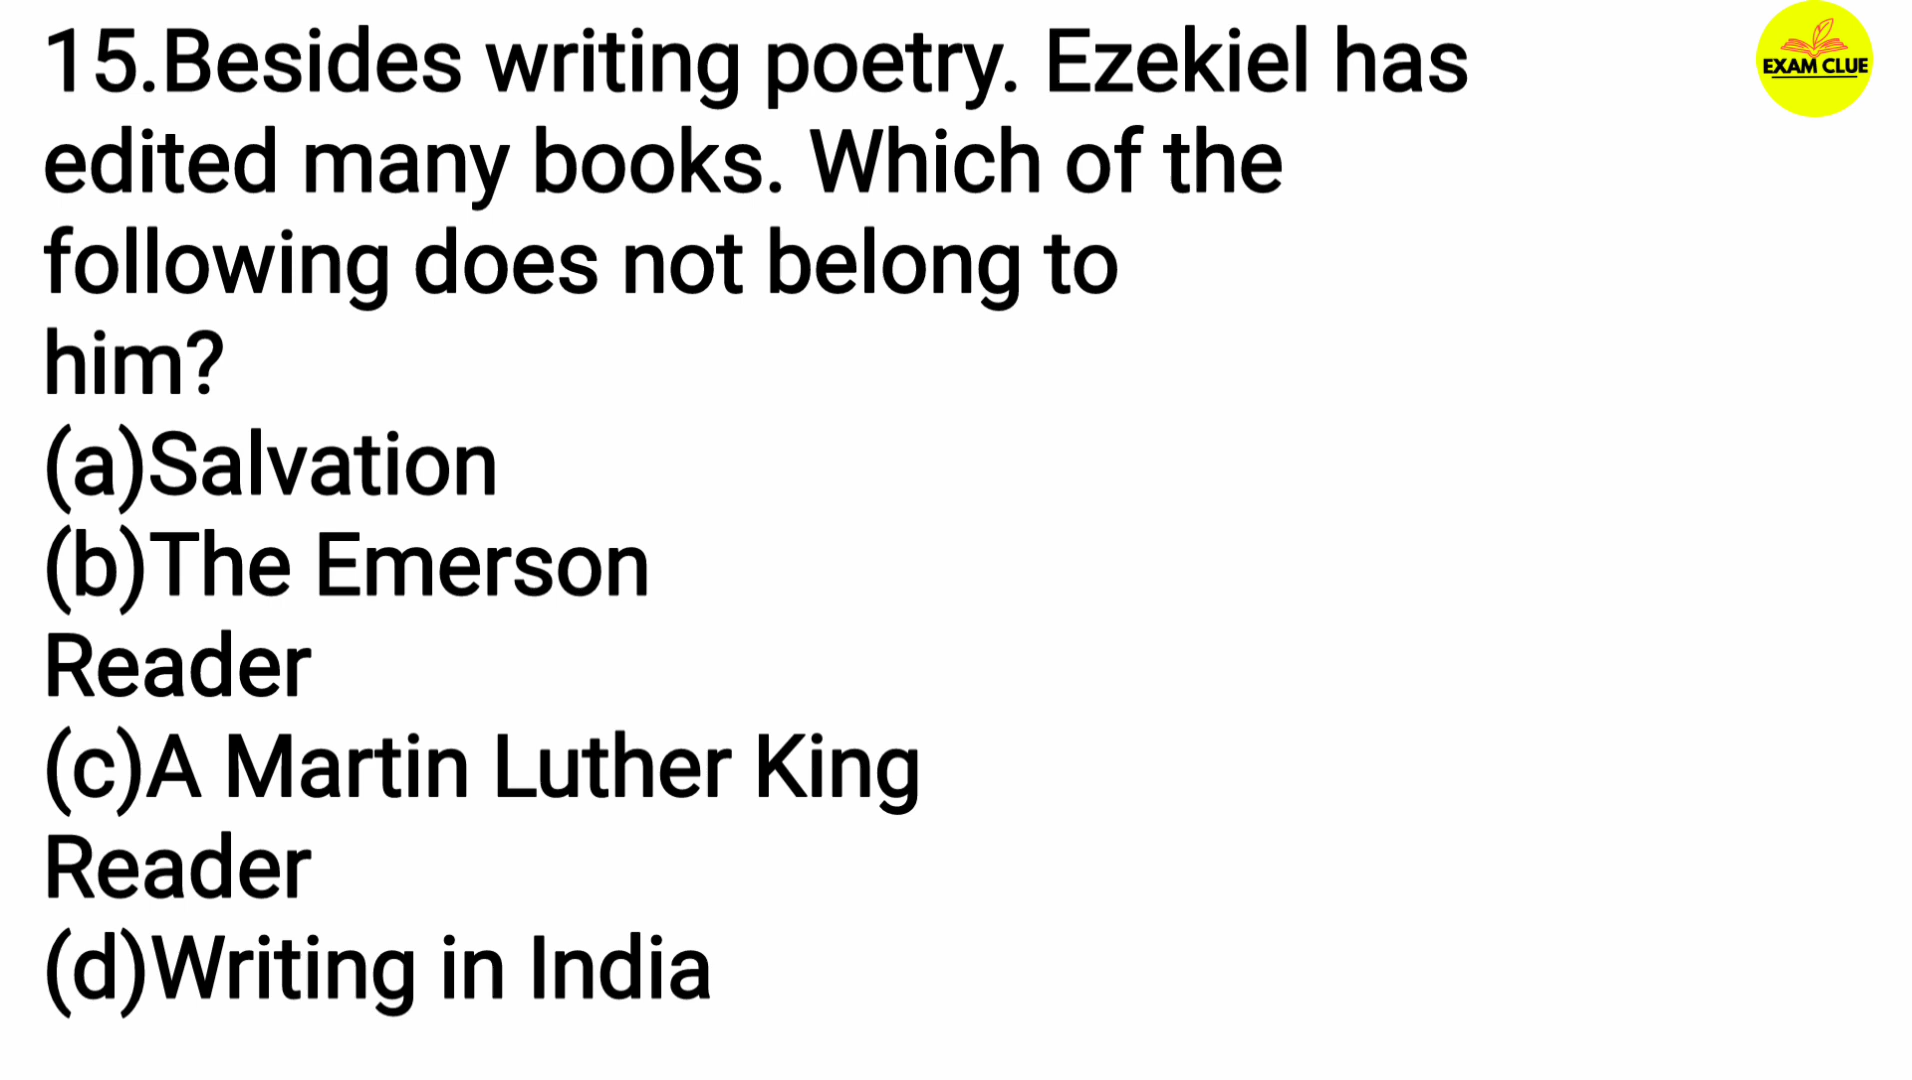 15.Besides writing poetry. Ezekiel has
edited many books. Which of the
following does not belong to
him?
(a)Salvation
(b)The Emerson
Reader
(c)A Martin Luther King
Reader
(d)Writing in India
EXAM CLUE